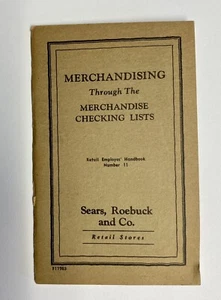 MERCHANDISING
Through The
MERCHANDISE
CHECKING LISTS
Retail Employes' Handbook
Number 11
Sears, Roebuck
and Co.
Retail Stores